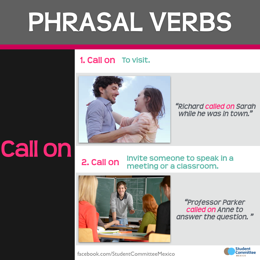 PHRASAL VERBS
Call on
1. Call on To visit.
"Richard called on Sarah
while he was in town."
2. Call on invite someone to speak in a
meeting or a classroom.
"Professor Parker
called on Anne to
answer the question. "
facebook.com/StudentCommitteeMexico
Student
Committee